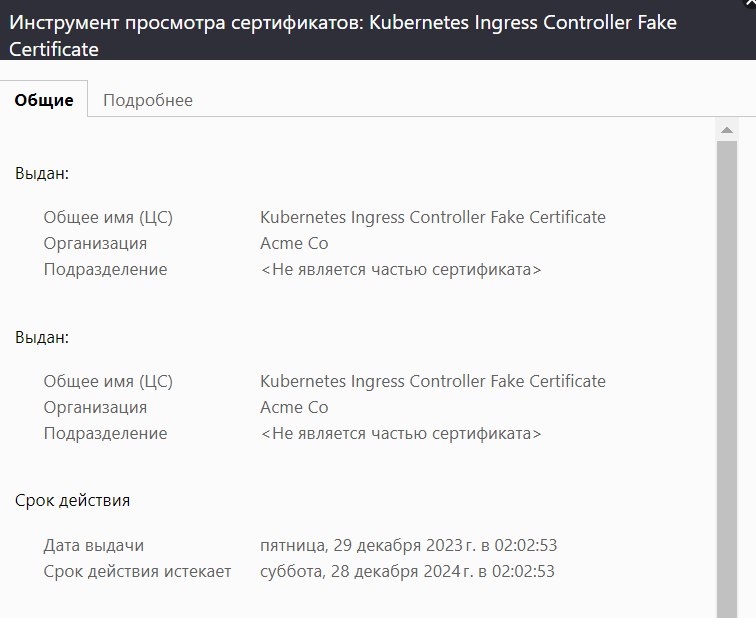 Инструмент просмотра сертификатов: Kubernetes Ingress Controller Fake
Certificate
Общие Подробнее
Выдан:
Общее имя (ЦС) Kubernetes Ingress Controller Fake Certificate
Организация Acme Co
Подразделение <Не является частью сертификата>
Выдан:
Общее имя (ЦС) Kubernetes Ingress Controller Fake Certificate
Организация Acme Co
Подразделение <Не является частью сертификата>
Срок действия
Дата выдачи пятница, 29 декабря 2023 г. в 02:02:53
Срок действия истекает суббота, 28 декабря 2024 г. в 02:02:53